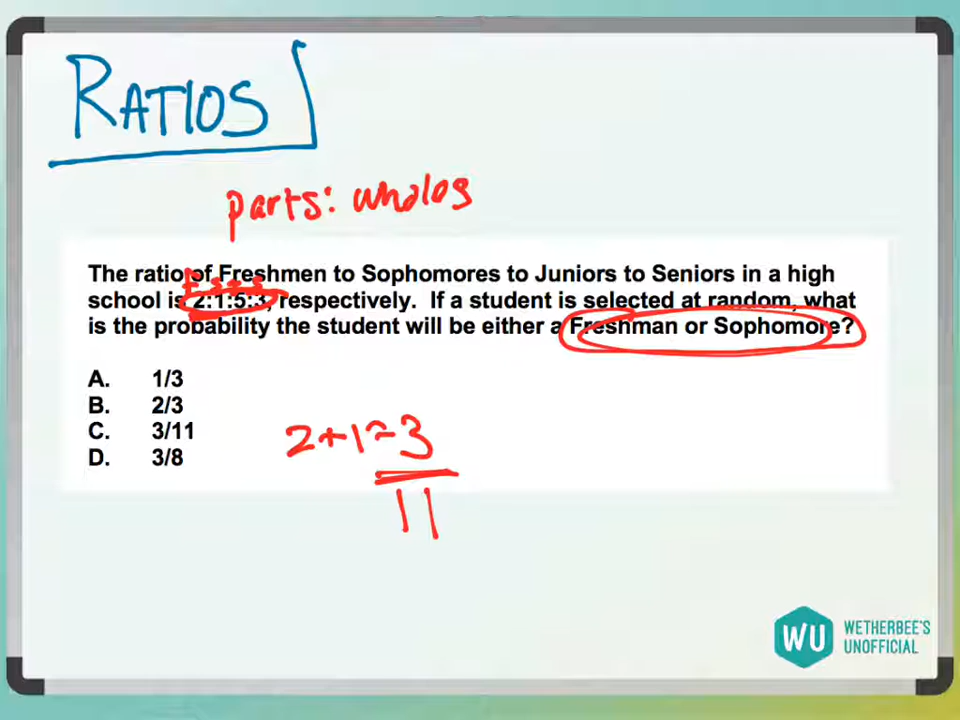 RATIOS
parts: wholes
The ratio of Freshmen to Sophomores to Juniors to Seniors in a high
school is 2:1:5:3, respectively. If a student is selected at random, what
is the probability the student will be either a Freshman or Sophomore?
A. 1/3
B. 2/3
C. 3/11
D. 3/8
2+1=3
11
WU WETHERBEE'S
UNOFFICIAL